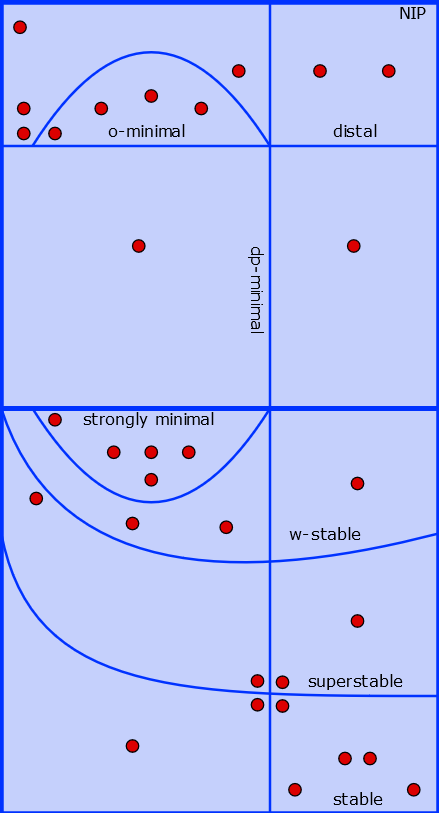 NIP
o-minimal
distal
dp-minimal
strongly minimal
w-stable
superstable
stable